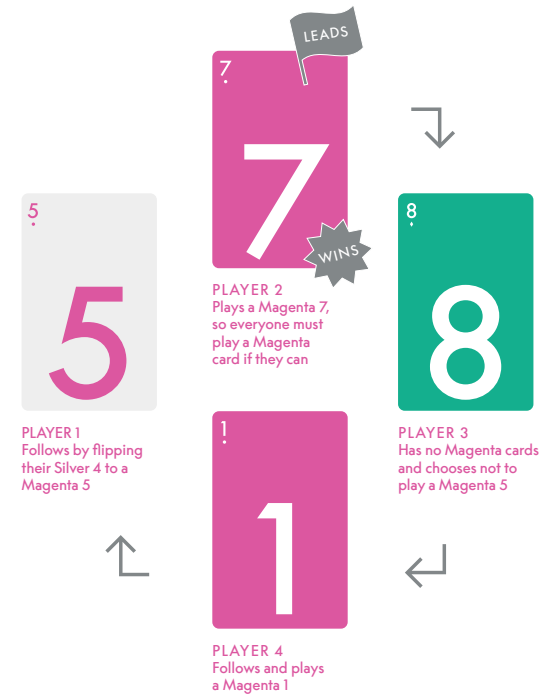 LEADS
7
7
WINS
PLAYER 2
Plays a Magenta 7,
so everyone must
play a Magenta
card if they can
5
5
PLAYER 1
Follows by flipping
their Silver 4 to a
Magenta 5
8
8
PLAYER 3
Has no Magenta cards
and chooses not to
play a Magenta 5
1
1
PLAYER 4
Follows and plays
a Magenta 1